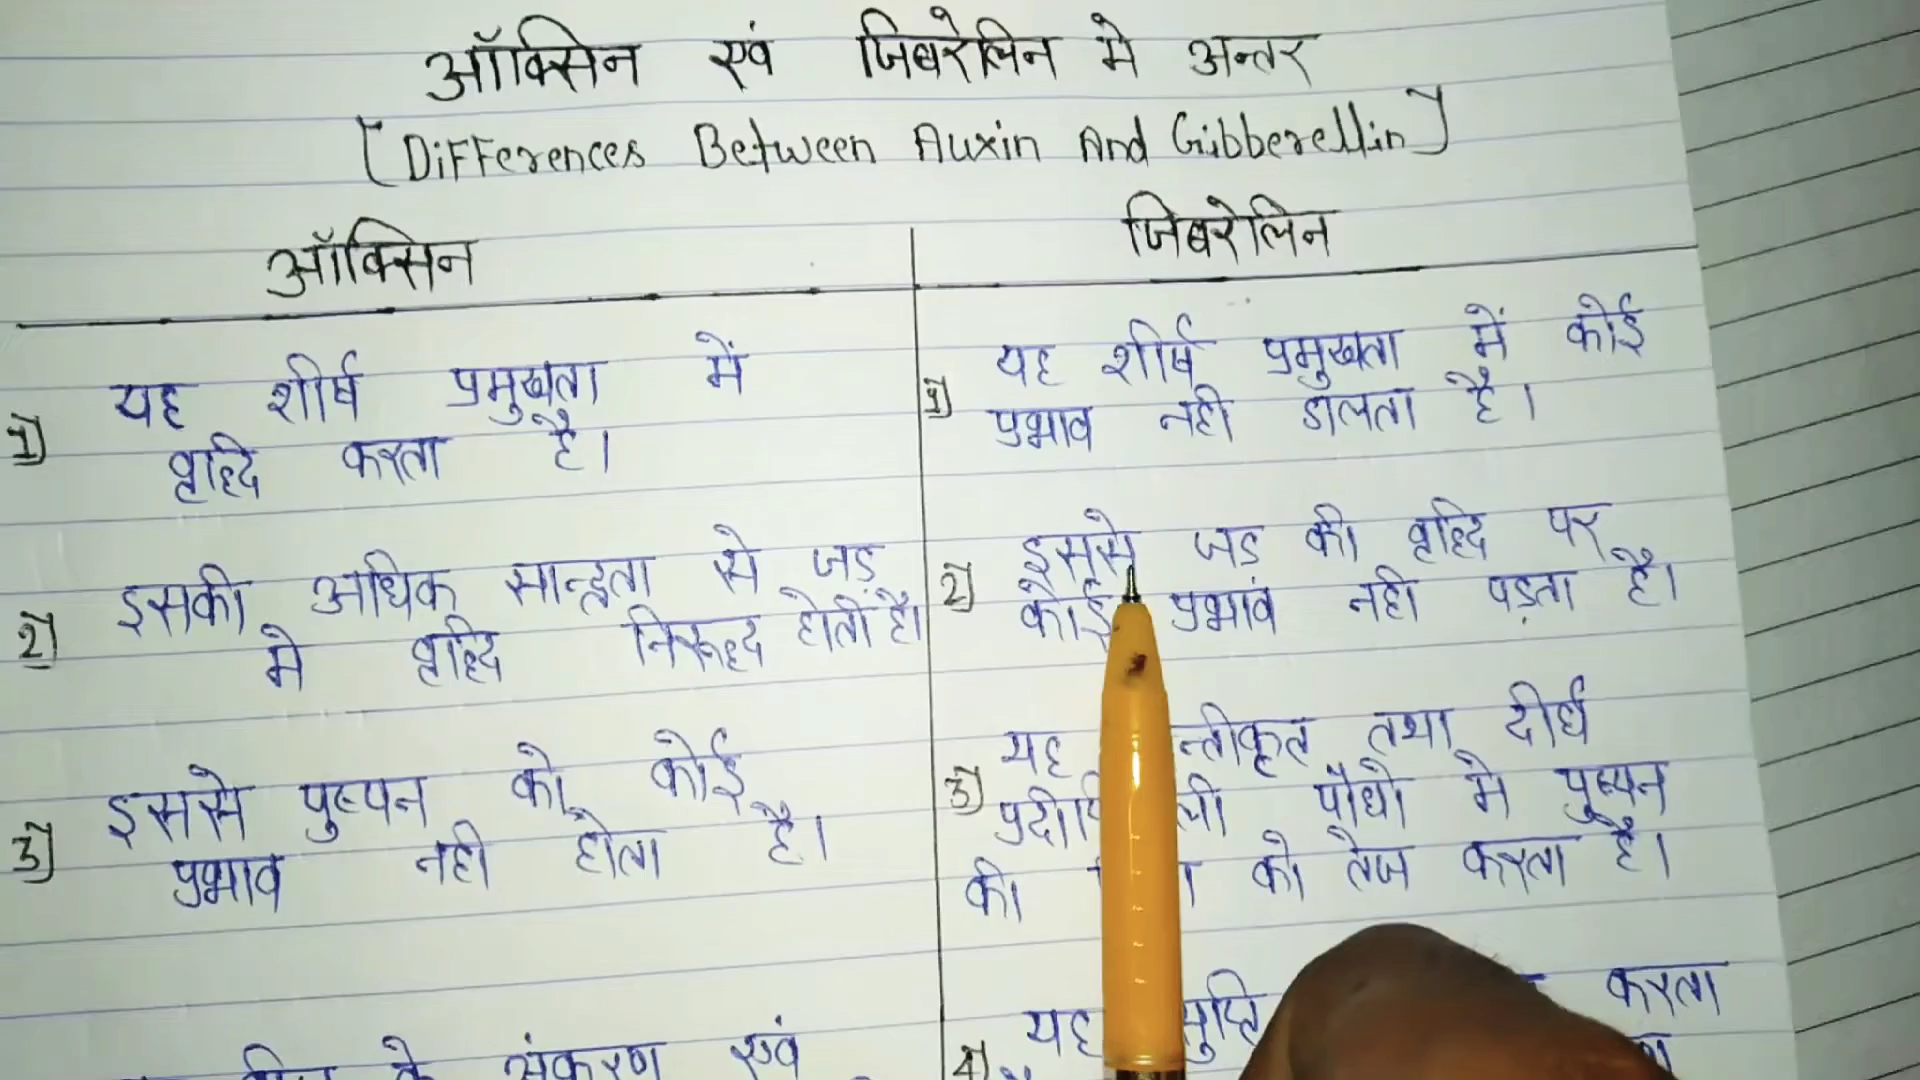 ऑक्सिन एवं जिबरेलिन मे अन्तर
[Differences Between Auxin And Gibberellin]
ऑक्सिन
1) यह शीर्ष प्रमुखता में
वृद्धि करता है।
2) इसकी अधिक सान्द्रता से जड़
मे वृद्धि निरूद्ध होती है।
3) इससे पुष्पन को कोई
प्रभाव नही होता है।
के संकरण एवं
जिबरेलिन
1) यह शीर्ष प्रमुखता में कोई
प्रभाव नही डालता है।
2) इससे जड की वृद्धि पर
कोई प्रभाव नही पड़ता है।
3) यह तथा दीर्घ
पौधो मे पुष्पन
की को तेज करता है।
4) यह करता